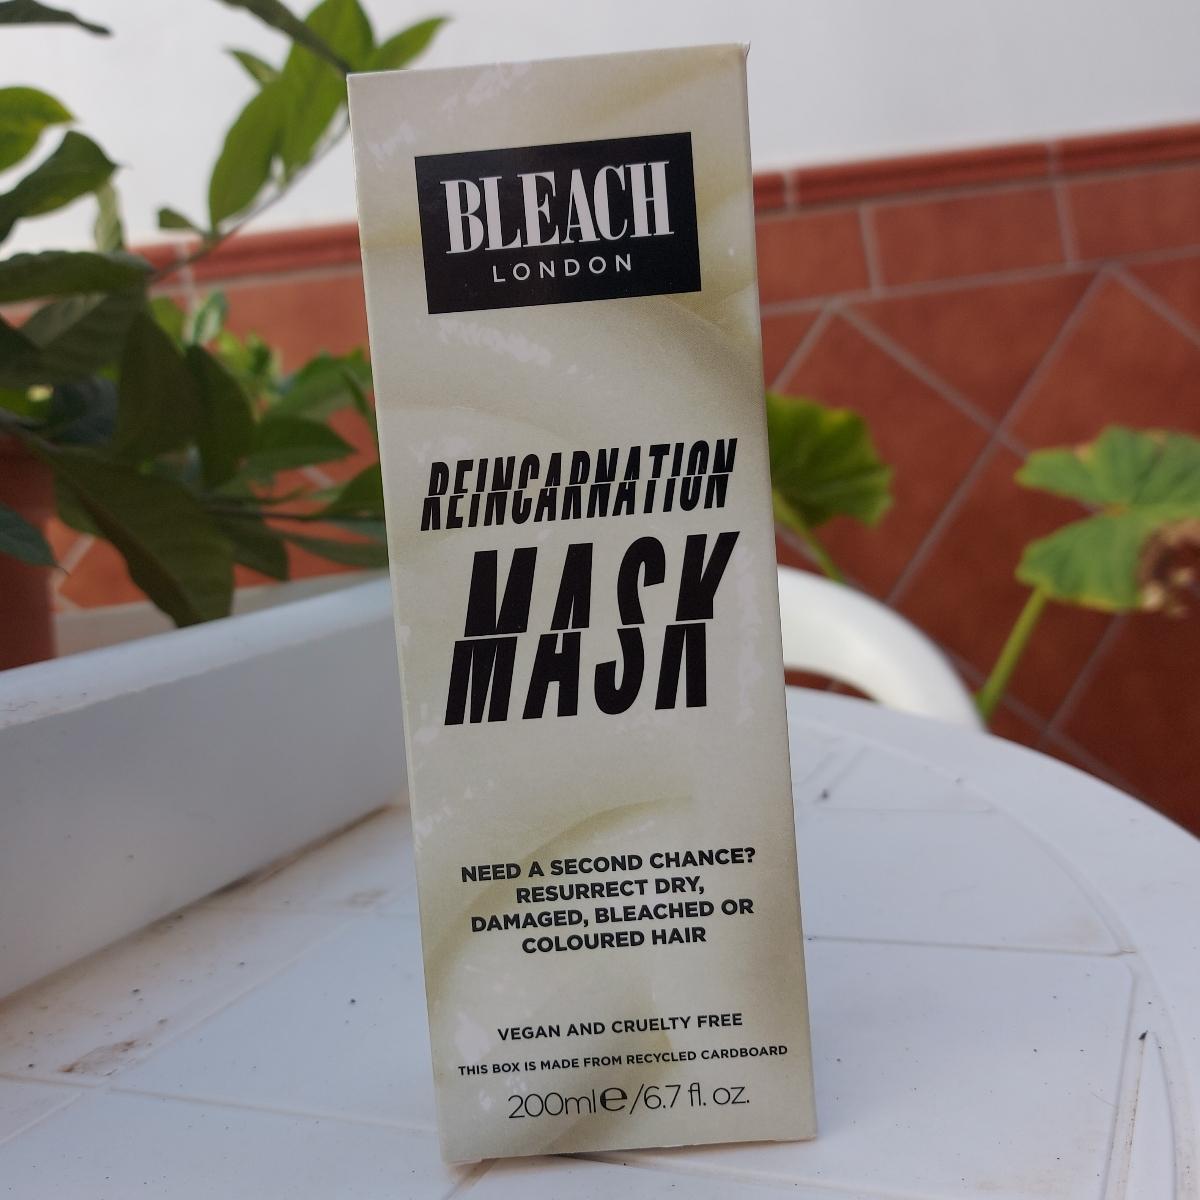 BLEACH
LONDON
REINCARNATION
MASK
NEED A SECOND CHANCE?
RESURRECT DRY,
DAMAGED, BLEACHED OR
COLOURED HAIR
VEGAN AND CRUELTY FREE
THIS BOX IS MADE FROM RECYCLED CARDBOARD
200ml℮/6.7 fl. oz.